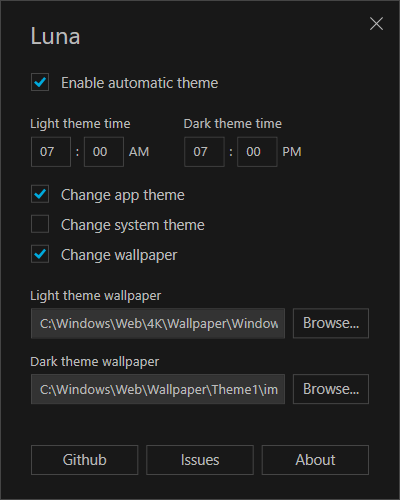 Luna
Enable automatic theme
Light theme time Dark theme time
07 : 00 AM 07 : 00 PM
Change app theme
Change system theme
Change wallpaper
Light theme wallpaper
C:\Windows\Web\4K\Wallpaper\Window Browse...
Dark theme wallpaper
C:\Windows\Web\Wallpaper\Theme1\im Browse...
Github Issues About